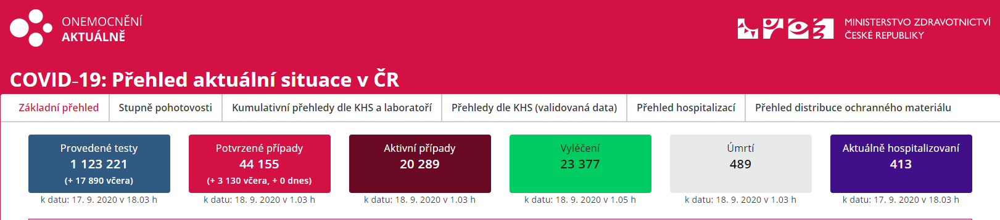 ONEMOCNĚNÍ
AKTUÁLNĚ
MINISTERSTVO ZDRAVOTNICTVÍ
ČESKÉ REPUBLIKY
COVID-19: Přehled aktuální situace v ČR
Základní přehled
Stupně pohotovosti
Kumulativní přehledy dle KHS a laboratoří
Přehledy dle KHS (validovaná data)
Přehled hospitalizací
Přehled distribuce ochranného materiálu
Provedené testy
1 123 221
(+ 17 890 včera)
k datu: 17. 9. 2020 v 18.03 h
Potvrzené případy
44 155
(+ 3 130 včera, + 0 dnes)
k datu: 18. 9. 2020 v 1.03 h
Aktivní případy
20 289
k datu: 18. 9. 2020 v 1.03 h
Vyléčení
23 377
k datu: 18. 9. 2020 v 1.05 h
Úmrtí
489
k datu: 18. 9. 2020 v 1.03 h
Aktuálně hospitalizovaní
413
k datu: 17. 9. 2020 v 18.03 h